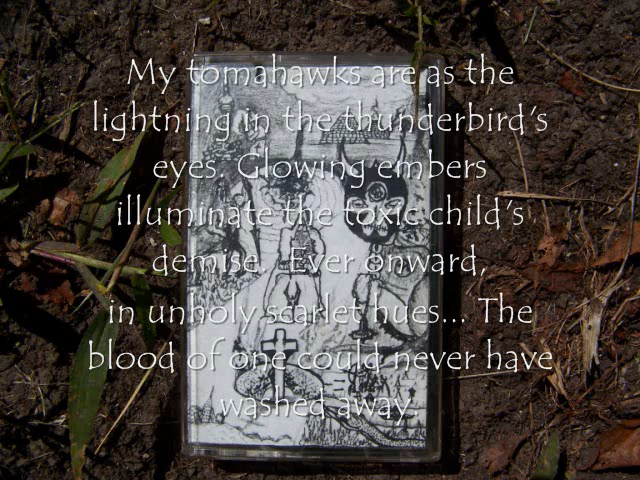 My tomahawks are as the
lightning in the thunderbird's
eyes. Glowing embers
illuminate the toxic child's
demise.  Ever onward,
in unholy scarlet hues... The
blood of one could never have
washed away.